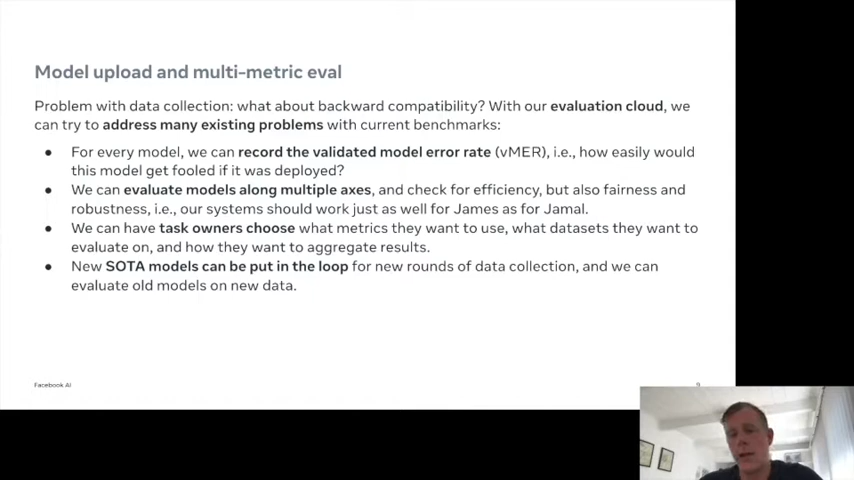 Model upload and multi-metric eval
Problem with data collection: what about backward compatibility? With our evaluation cloud, we
can try to address many existing problems with current benchmarks:
● For every model, we can record the validated model error rate (vMER), i.e., how easily would
this model get fooled if it was deployed?
● We can evaluate models along multiple axes, and check for efficiency, but also fairness and
robustness, i.e., our systems should work just as well for James as for Jamal.
● We can have task owners choose what metrics they want to use, what datasets they want to
evaluate on, and how they want to aggregate results.
● New SOTA models can be put in the loop for new rounds of data collection, and we can
evaluate old models on new data.
Facebook AI